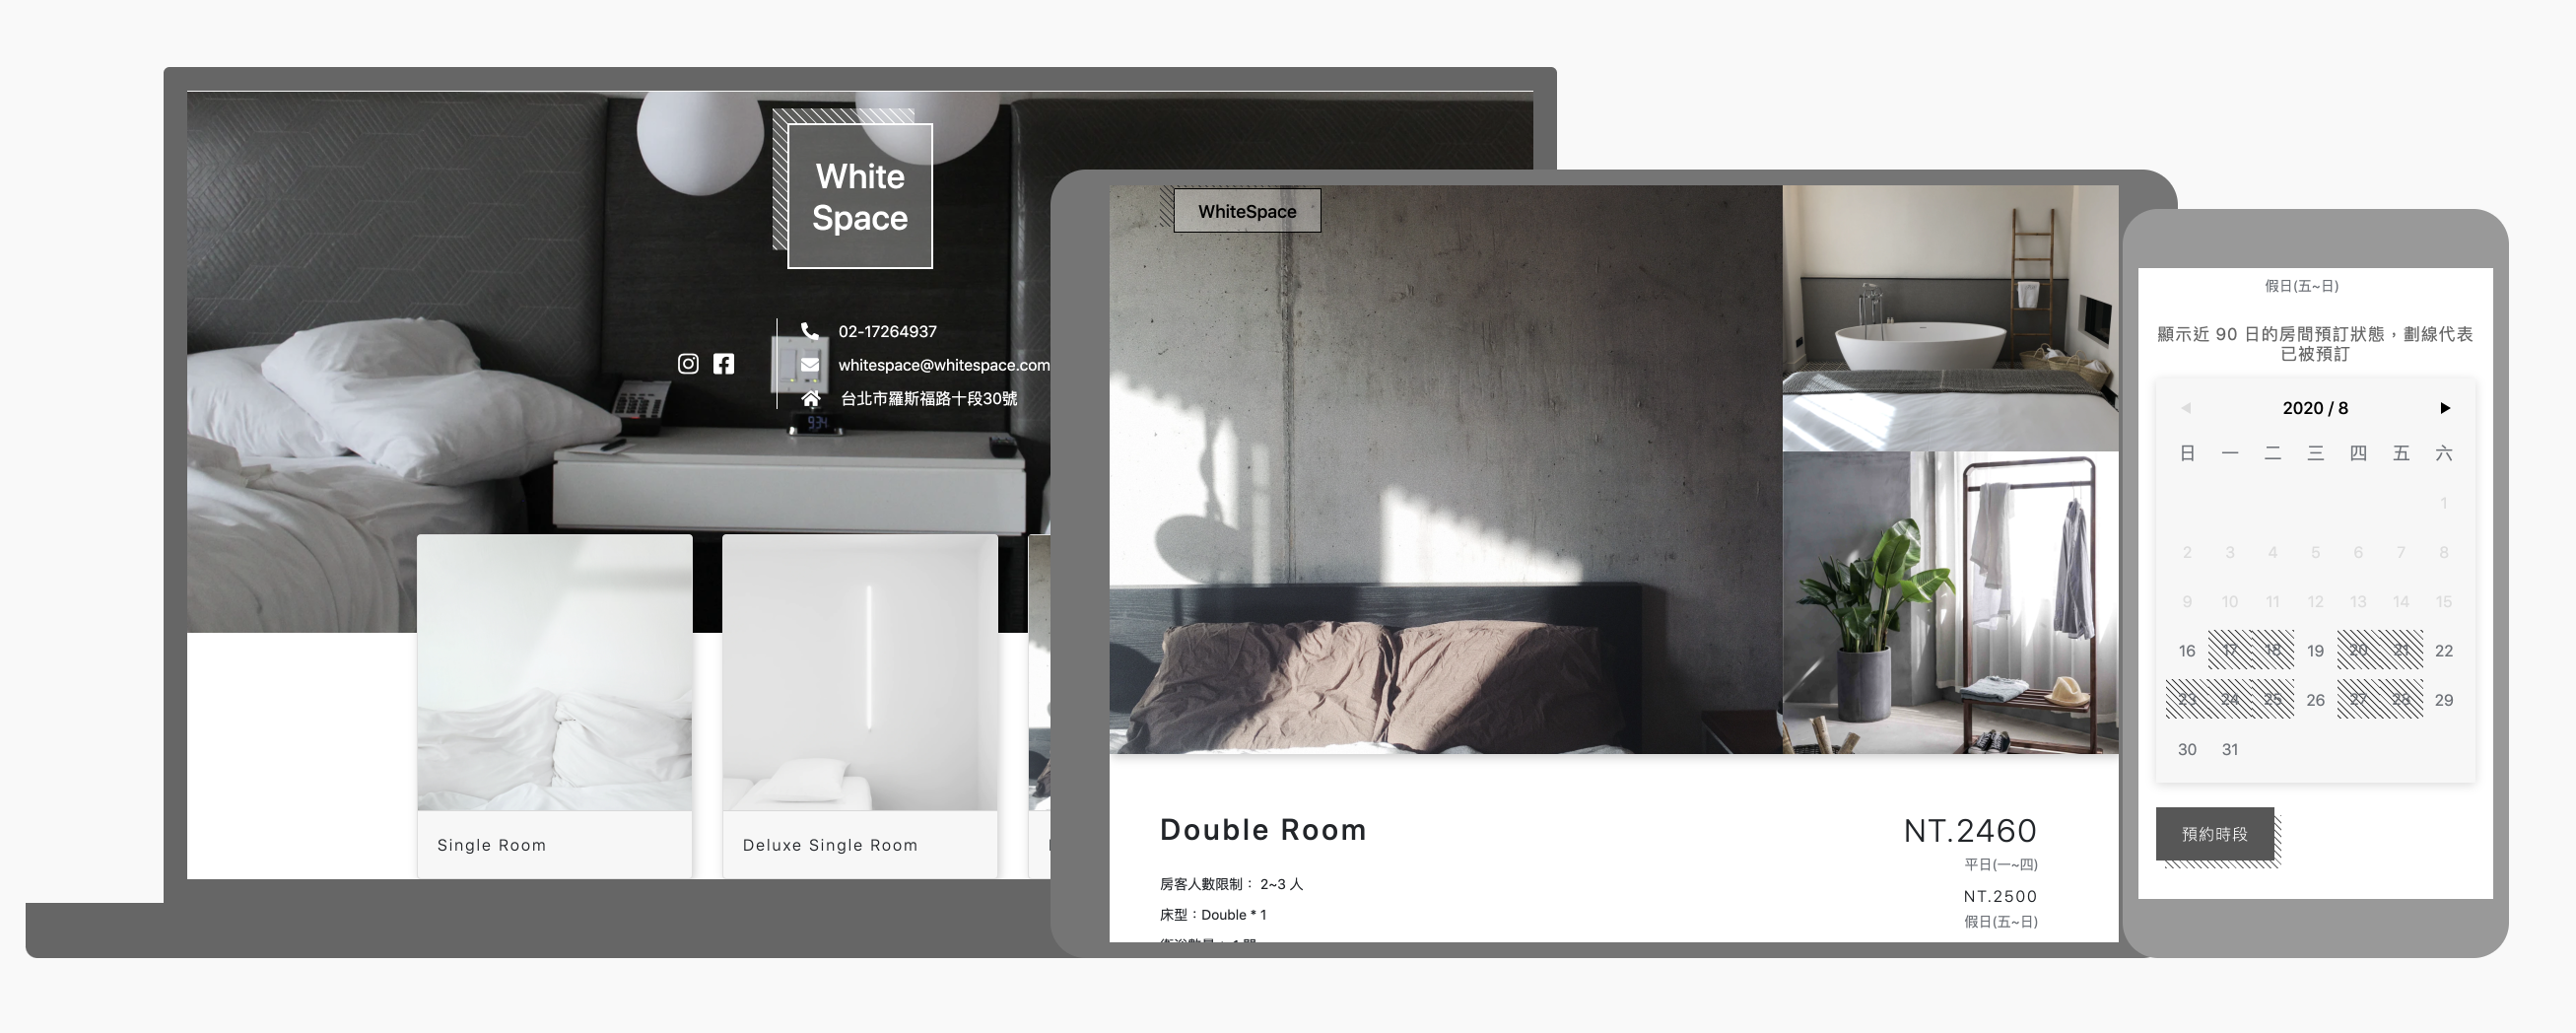 White
Space
02-17264937
whitespace@whitespace.com
台北市羅斯福路十段30號
934
Single Room
Deluxe Single Room
WhiteSpace
Double Room
NT.2460
平日(一~四)
房客人數限制： 2~3 人
NT.2500
床型：Double * 1
假日(五~日)
假日(五~日)
顯示近 90 日的房間預訂狀態，劃線代表
已被預訂
2020 / 8
日 一 二 三 四 五 六
1
2 3 4 5 6 7 8
9 10 11 12 13 14 15
16 17 18 19 20 21 22
23 24 25 26 27 28 29
30 31
預約時段